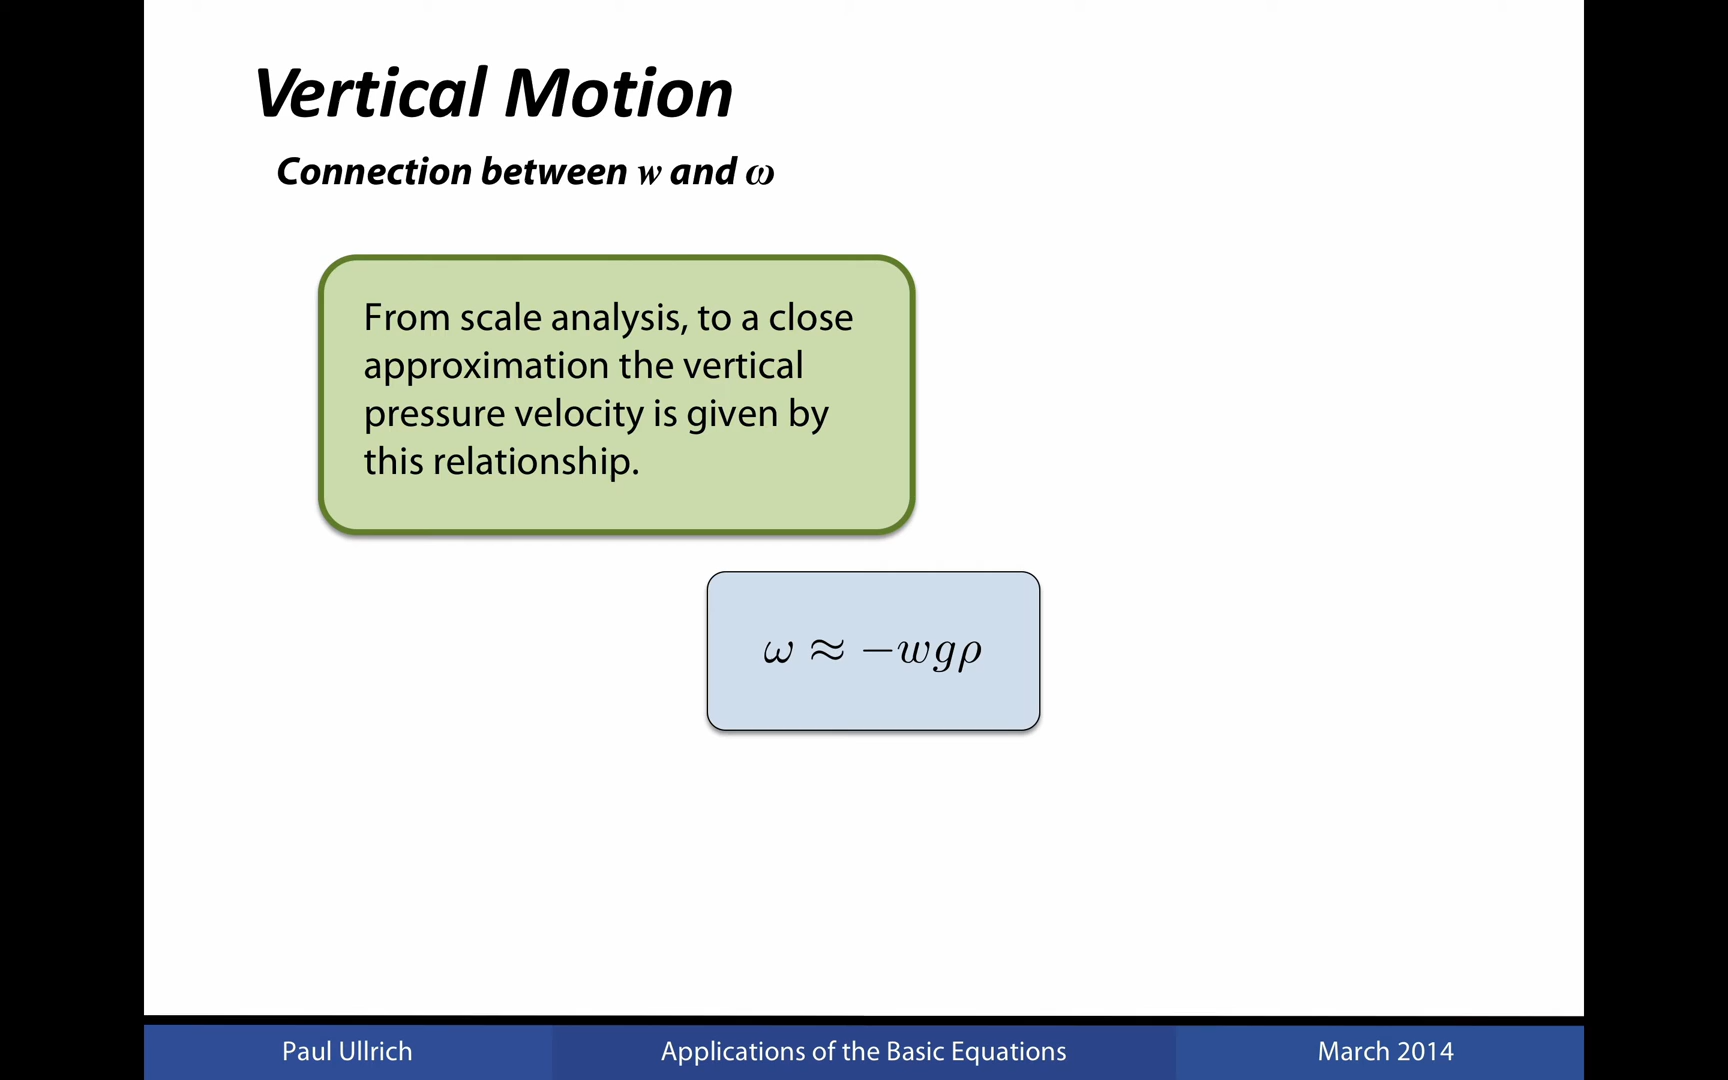 Vertical Motion
Connection between w and ω
From scale analysis, to a close
approximation the vertical
pressure velocity is given by
this relationship.
ω ≈ −wgρ
Paul Ullrich
Applications of the Basic Equations
March 2014